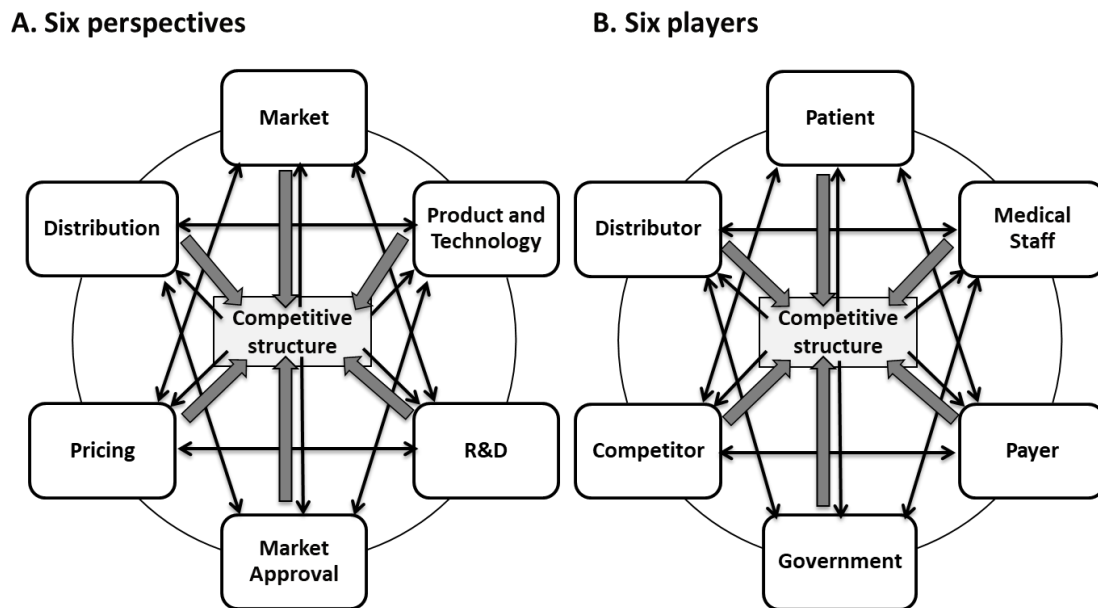 A. Six perspectives
Market
Distribution
Product and
Technology
Competitive
structure
Pricing
R&D
Market
Approval
B. Six players
Patient
Distributor
Medical
Staff
Competitive
structure
Competitor
Payer
Government